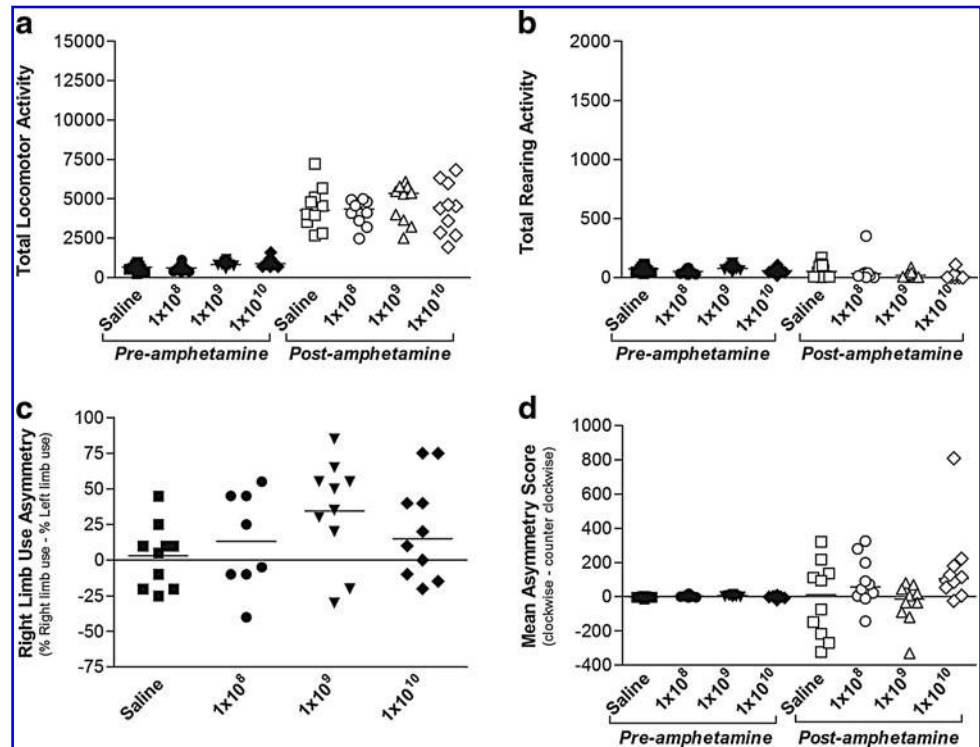 a
Total Locomotor Activity
15000
12500
10000
7500
5000
2500
0
Saline
1x10⁸
1x10⁹
1x10¹⁰
Saline
1x10⁸
1x10⁹
1x10¹⁰
Pre-amphetamine
Post-amphetamine
b
Total Rearing Activity
2000
1500
1000
500
0
Saline
1x10⁸
1x10⁹
1x10¹⁰
Saline
1x10⁸
1x10⁹
1x10¹⁰
Pre-amphetamine
Post-amphetamine
c
Right Limb Use Asymmetry
(% Right limb use - % Left limb use)
100
75
50
25
0
-25
-50
-75
Saline
1x10⁸
1x10⁹
1x10¹⁰
d
Mean Asymmetry Score
(clockwise - counter clockwise)
1000
800
600
400
200
0
-200
-400
Saline
1x10⁸
1x10⁹
1x10¹⁰
Saline
1x10⁸
1x10⁹
1x10¹⁰
Pre-amphetamine
Post-amphetamine